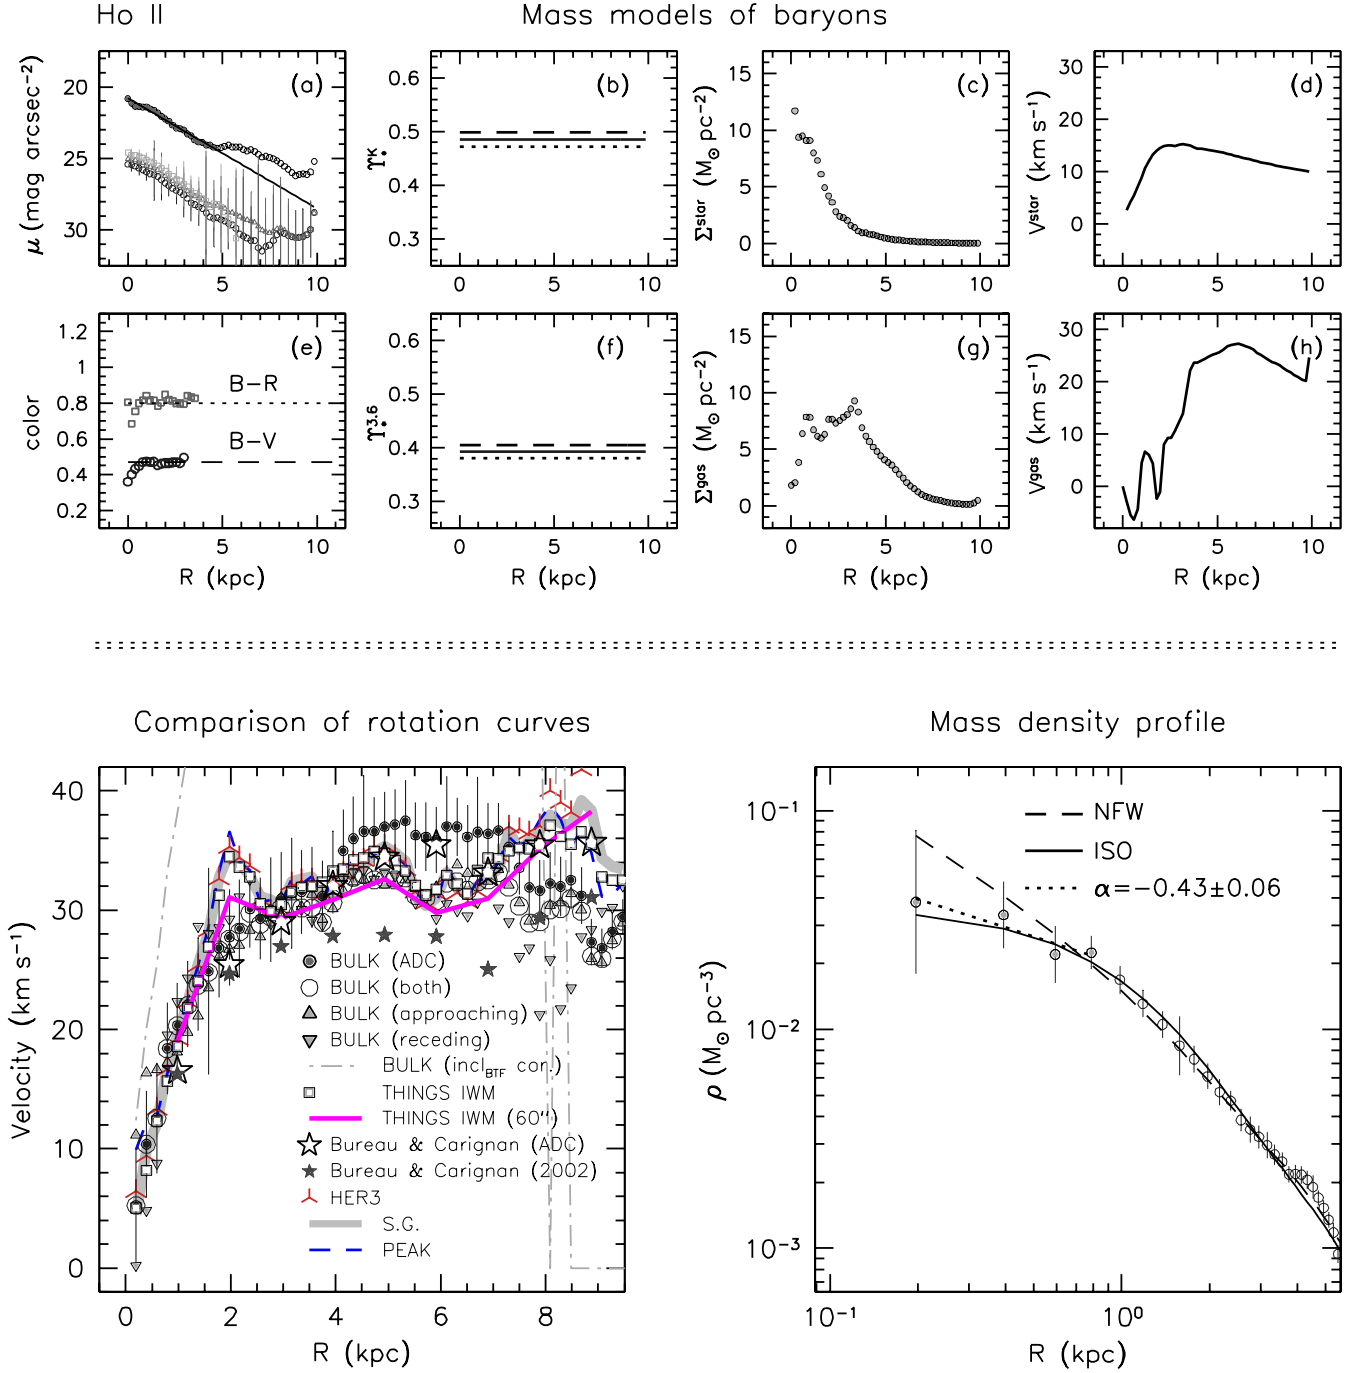 Ho II
Mass models of baryons
μ (mag arcsec−2)
20
25
30
0 5 10
(a)
ϒ⋆K
0.6
0.5
0.4
0.3
0 5 10
(b)
Σstar (M⊙ pc−2)
15
10
5
0
0 5 10
(c)
Vstar (km s−1)
30
20
10
0
0 5 10
(d)
color
1.2
1
0.8
0.6
0.4
0.2
B−R
B−V
(e)
0 5 10
R (kpc)
ϒ⋆3.6
0.6
0.5
0.4
0.3
(f)
0 5 10
R (kpc)
Σgas (M⊙ pc−2)
15
10
5
0
(g)
0 5 10
R (kpc)
Vgas (km s−1)
30
20
10
0
(h)
0 5 10
R (kpc)
Comparison of rotation curves
Velocity (km s−1)
40
30
20
10
0
BULK (ADC)
BULK (both)
BULK (approaching)
BULK (receding)
BULK (inclBTF cor.)
THINGS IWM
THINGS IWM (60″)
Bureau & Carignan (ADC)
Bureau & Carignan (2002)
HER3
S.G.
PEAK
0 2 4 6 8
R (kpc)
Mass density profile
ρ (M⊙ pc−3)
10−1
10−2
10−3
NFW
ISO
α=−0.43±0.06
10−1 100
R (kpc)